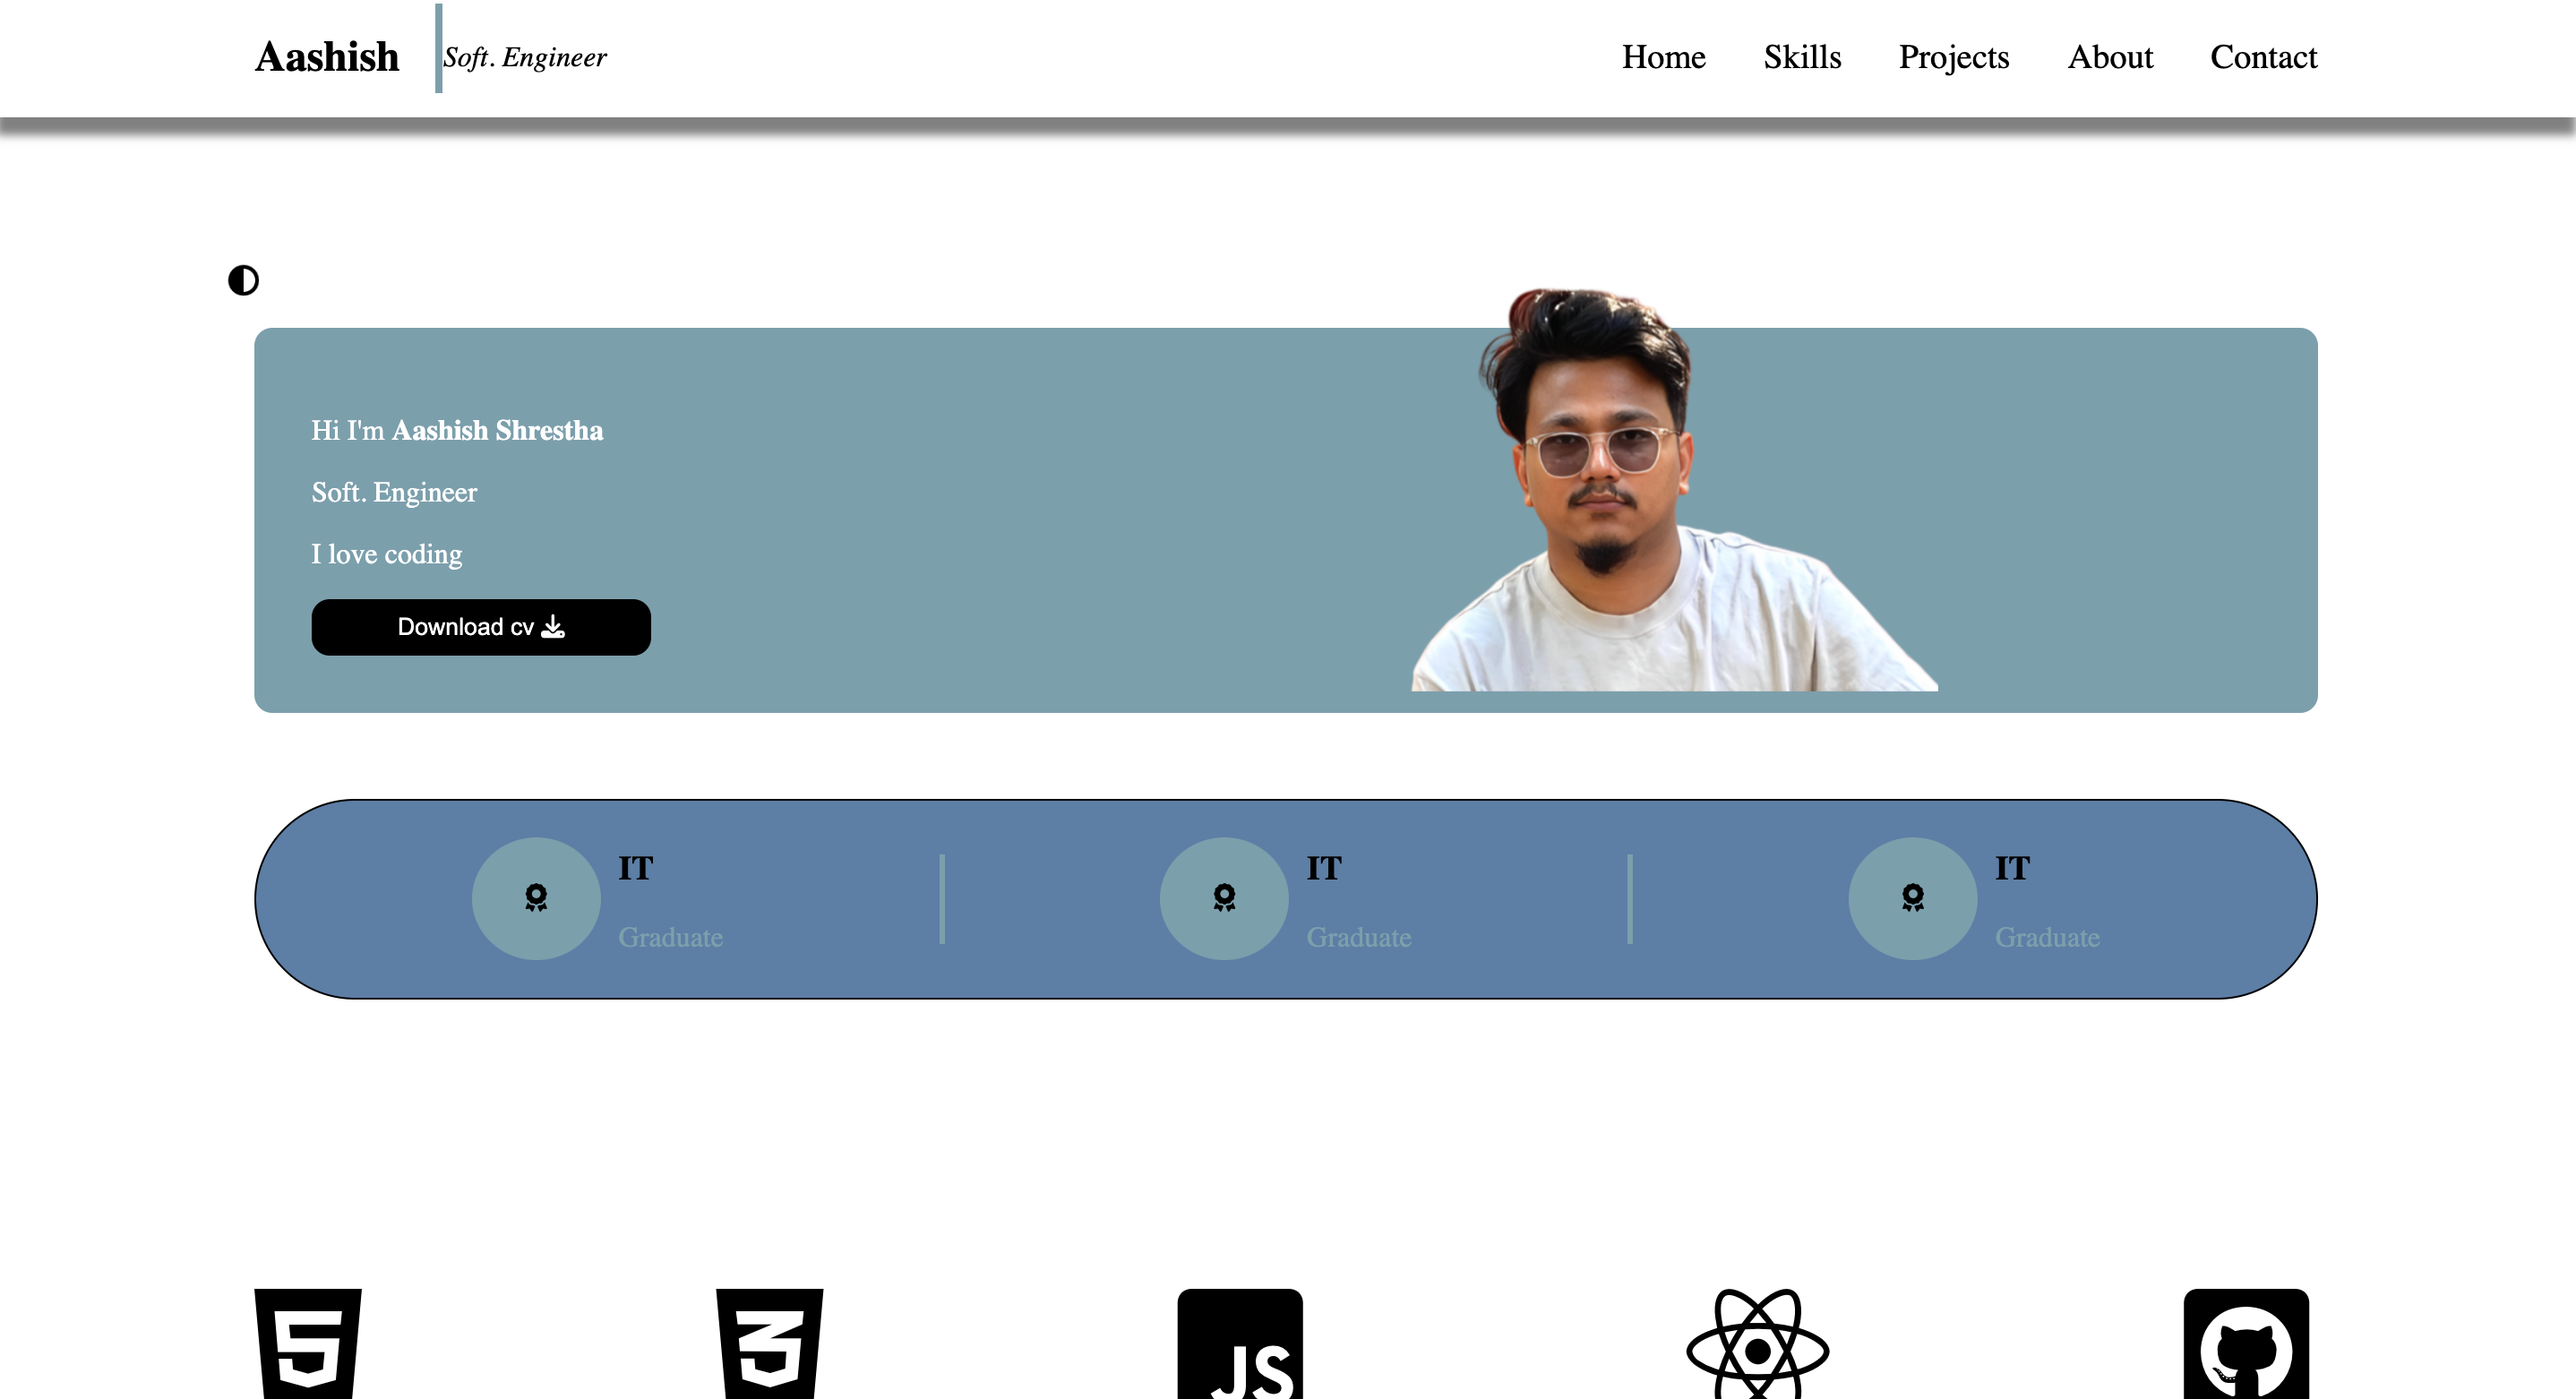 Aashish
Soft. Engineer
Home Skills Projects About Contact
Hi I'm Aashish Shrestha
Soft. Engineer
I love coding
Download cv
IT
Graduate
IT
Graduate
IT
Graduate
5
3
JS